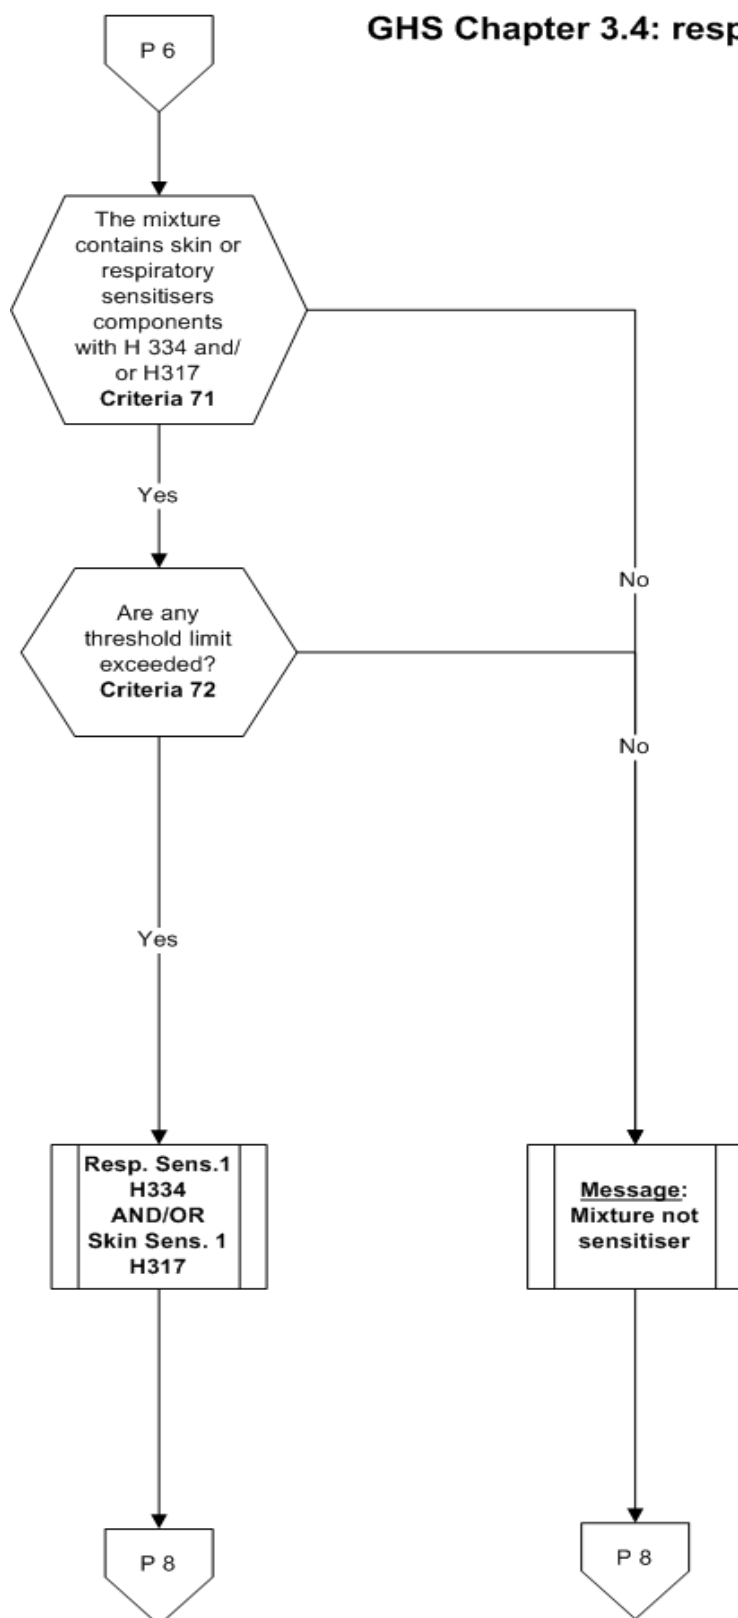 GHS Chapter 3.4: resp
P 6
The mixture
contains skin or
respiratory
sensitisers
components
with H 334 and/
or H317
Criteria 71
Yes
No
Are any
threshold limit
exceeded?
Criteria 72
No
Yes
Resp. Sens.1
H334
AND/OR
Skin Sens. 1
H317
Message:
Mixture not
sensitiser
P 8
P 8